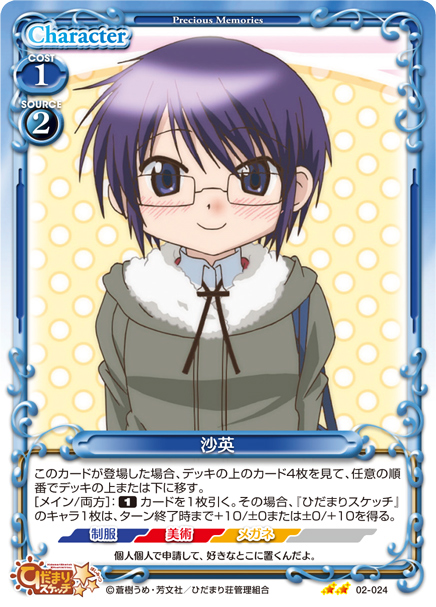 Precious Memories
Character
COST
1
SOURCE
2
沙英
このカードが登場した場合、デッキの上のカード4枚を見て、任意の順
番でデッキの上または下に移す。
[メイン/両方]:1 カードを1枚引く。その場合、『ひだまりスケッチ』
のキャラ1枚は、ターン終了時まで+10/±0または±0/+10を得る。
制服 美術 メガネ
個人個人で申請して、好きなとこに置くんだよ。
ひだまりスケッチ
©蒼樹うめ・芳文社/ひだまり荘管理組合
★★ 02-024